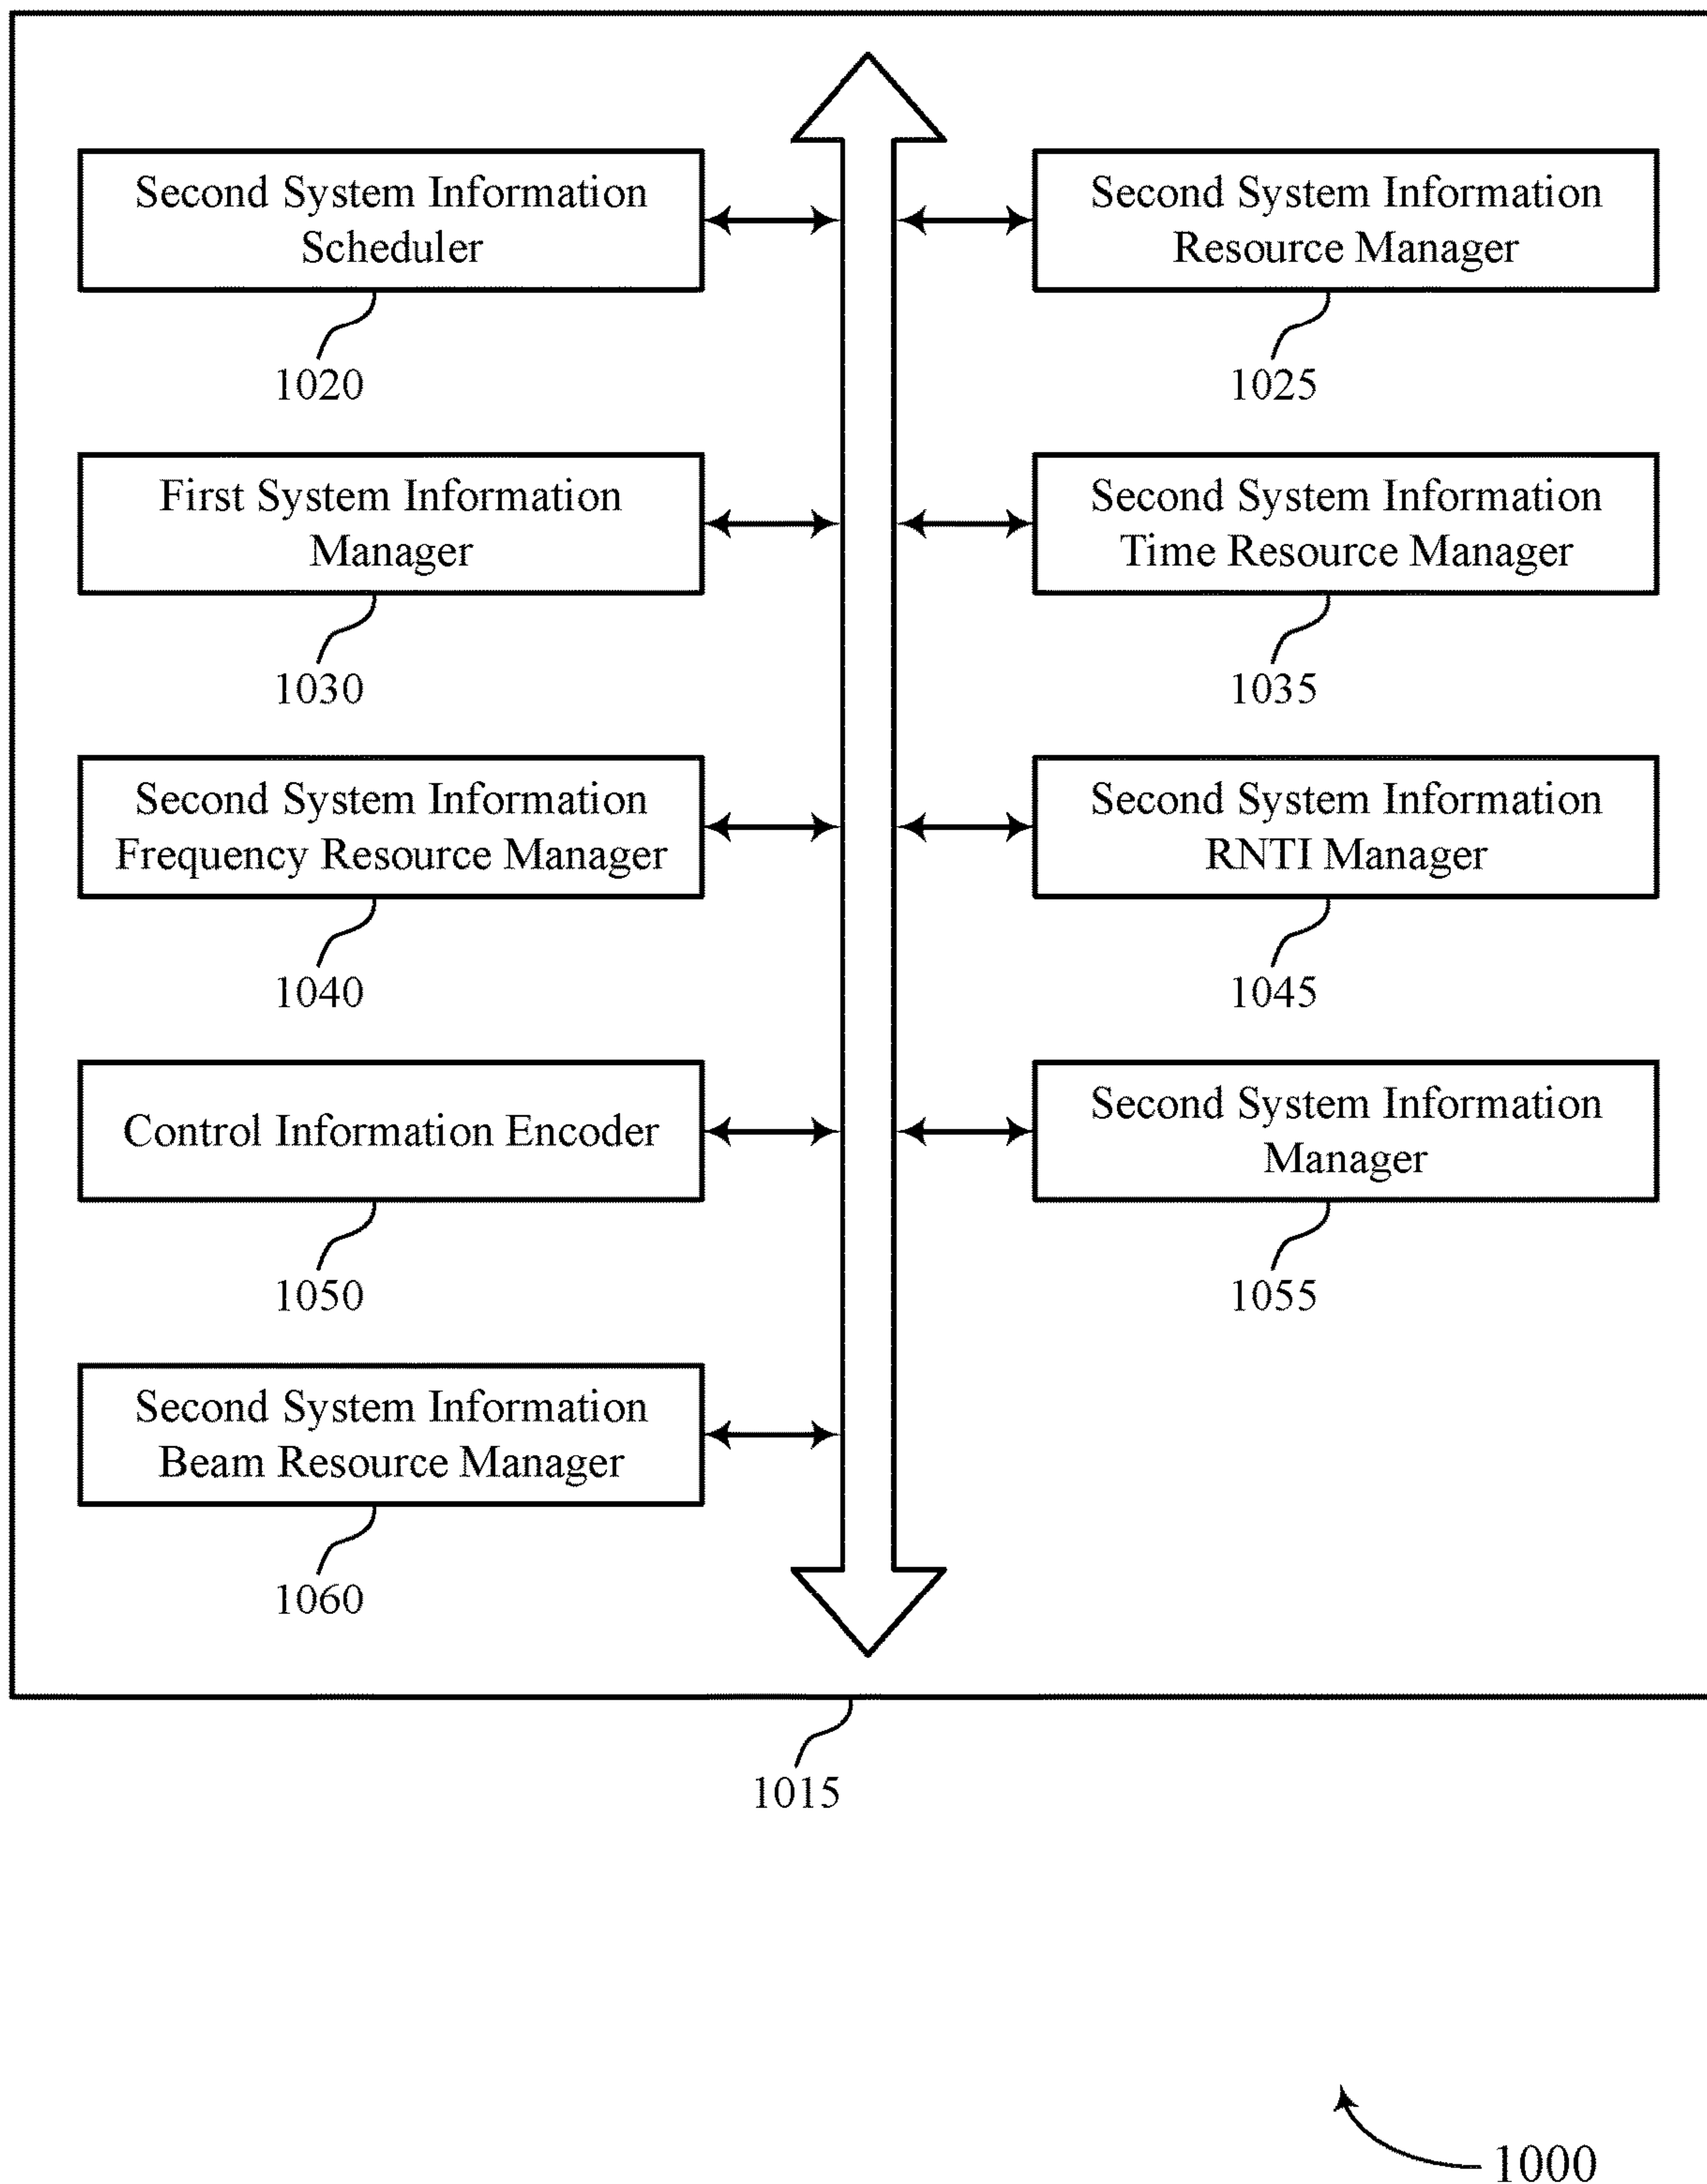 Second System Information
Scheduler
1020
Second System Information
Resource Manager
1025
First System Information
Manager
1030
Second System Information
Time Resource Manager
1035
Second System Information
Frequency Resource Manager
1040
Second System Information
RNTI Manager
1045
Control Information Encoder
1050
Second System Information
Manager
1055
Second System Information
Beam Resource Manager
1060
1015
1000